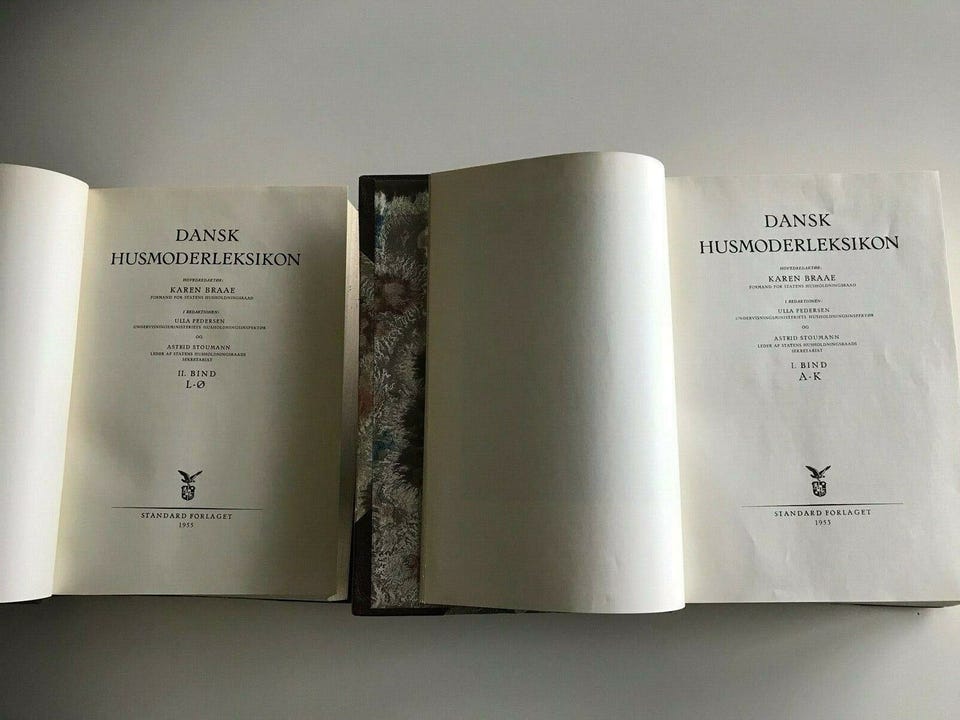 DANSK
HUSMODERLEKSIKON
HOVEDREDAKTØR:
KAREN BRAAE
FORMAND FOR STATENS HUSHOLDNINGSRAAD
I REDAKTIONEN:
ULLA PEDERSEN
UNDERVISNINGSMINISTERIETS HUSHOLDNINGSINSPEKTØR
OG
ASTRID STOUMANN
LEDER AF STATENS HUSHOLDNINGSRAADS
SEKRETARIAT
II. BIND
L-Ø
STANDARD FORLAGET
1955
DANSK
HUSMODERLEKSIKON
HOVEDREDAKTØR:
KAREN BRAAE
FORMAND FOR STATENS HUSHOLDNINGSRAAD
I REDAKTIONEN:
ULLA PEDERSEN
UNDERVISNINGSMINISTERIETS HUSHOLDNINGSINSPEKTØR
OG
ASTRID STOUMANN
LEDER AF STATENS HUSHOLDNINGSRAADS
SEKRETARIAT
I. BIND
A-K
STANDARD FORLAGET
1953